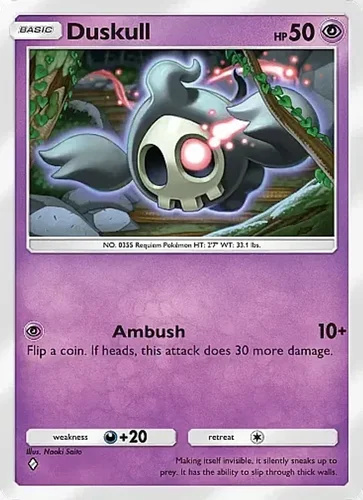 BASIC Duskull HP 50
NO. 0355 Requiem Pokémon HT: 2'7" WT: 33.1 lbs.
Ambush 10+
Flip a coin. If heads, this attack does 30 more damage.
weakness +20 retreat
Illus. Naoki Saito
Making itself invisible, it silently sneaks up to
prey. It has the ability to slip through thick walls.